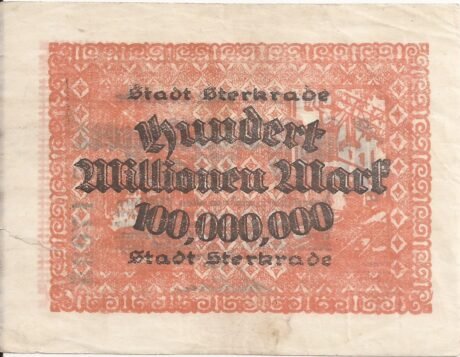 Stadt Sterkrade
Hundert
Millionen Mark
100,000,000
Stadt Sterkrade